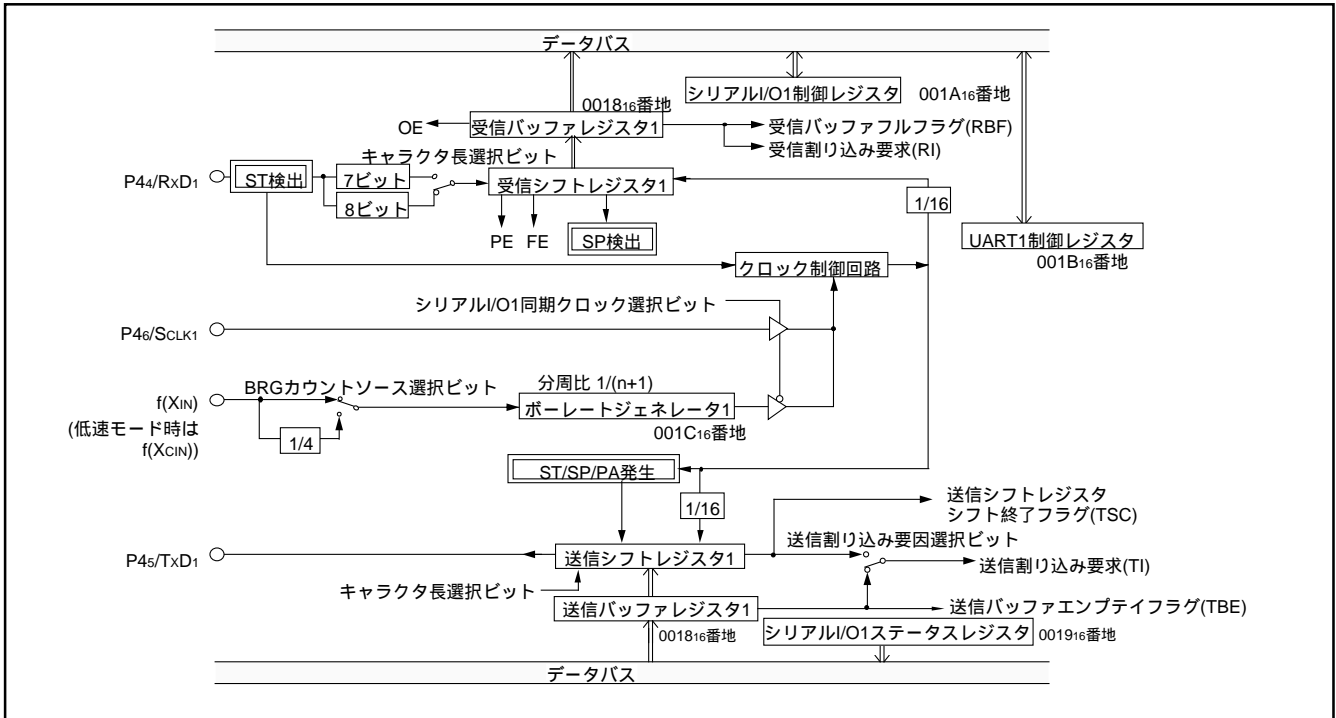 データバス
シリアルI/O1制御レジスタ 001A16番地
001816番地
OE 受信バッファレジスタ1 受信バッファフルフラグ(RBF)
受信割り込み要求(RI)
キャラクタ長選択ビット
P44/RXD1 ST検出 7ビット 受信シフトレジスタ1
8ビット
1/16
PE FE SP検出
UART1制御レジスタ
001B16番地
クロック制御回路
シリアルI/O1同期クロック選択ビット
P46/SCLK1
BRGカウントソース選択ビット 分周比 1/(n+1)
f(XIN) ボーレートジェネレータ1
(低速モード時は
f(XCIN))
1/4
001C16番地
ST/SP/PA発生
1/16
送信シフトレジスタ
シフト終了フラグ(TSC)
送信割り込み要因選択ビット
P45/TXD1 送信シフトレジスタ1 送信割り込み要求(TI)
キャラクタ長選択ビット
送信バッファレジスタ1 送信バッファエンプテイフラグ(TBE)
001816番地 シリアルI/O1ステータスレジスタ 001916番地
データバス